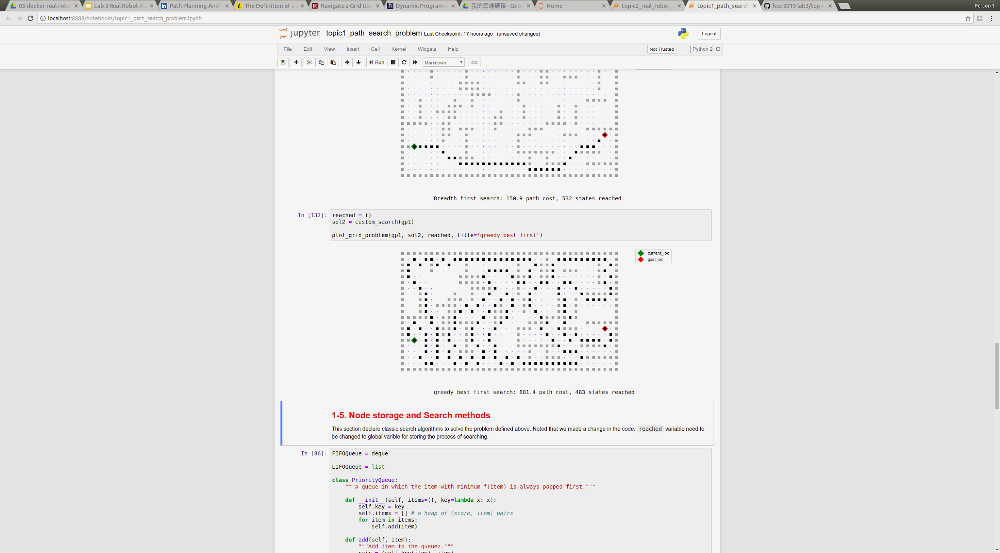 03-docker-real-robo
Lab 3 Real Robot A s
Path Planning And
The Definition of a
Navigate a Grid Usi
Dynamic Programm
我的雲端硬碟 - Goo
Home
topic2_real_robot_
topic1_path_search
hcc-2019-lab3/topic
Person 1
localhost:8888/notebooks/topic1_path_search_problem.ipynb
jupyter topic1_path_search_problem Last Checkpoint: 17 hours ago (unsaved changes)
Logout
File Edit View Insert Cell Kernel Widgets Help
Not Trusted
Python 2
Run
Markdown
Breadth first search: 150.9 path cost, 532 states reached
In [132]:
reached = ()
sol2 = custom_search(gp1)
plot_grid_problem(gp1, sol2, reached, title='greedy best first')
current_loc
goal_loc
greedy best first search: 881.4 path cost, 483 states reached
1-5. Node storage and Search methods
This section declare classic search algorithms to solve the problem defined above. Noted that we made a change in the code. reached variable need to
be changed to global varible for storing the process of searching.
In [86]:
FIFOQueue = deque
LIFOQueue = list
class PriorityQueue:
"""A queue in which the item with minimum f(item) is always popped first."""
def __init__(self, items=(), key=lambda x: x):
self.key = key
self.items = [] # a heap of (score, item) pairs
for item in items:
self.add(item)
def add(self, item):
"""Add item to the queuez."""
pair = (self.key(item), item)